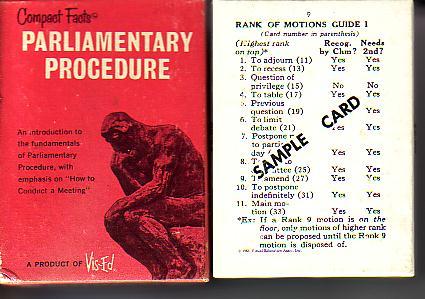 Compact Facts©
PARLIAMENTARY
PROCEDURE
An introduction to the
fundamentals
of Parliamentary
Procedure, with
emphasis on "How to
Conduct a Meeting"
A PRODUCT OF Vis-Ed.
9
RANK OF MOTIONS GUIDE 1
(Card number in parenthesis)
(Highest rank Recog. Needs
on top)* by Chm? 2nd?
1. To adjourn (11) Yes Yes
2. To recess (13) Yes Yes
3. Question of
privilege (15) No No
4. To table (17) Yes Yes
5. Previous
question (19) Yes
6. To limit
debate (21) Yes
7. Postpone
to
day Yes Yes
8. T
(25) Yes Yes
9. To amend (27) Yes Yes
10. To postpone
indefinitely (31) Yes Yes
11. Main mo-
tion (33) Yes Yes
*Ex: If a Rank 9 motion is on the
floor, only motions of higher rank
can be proposed until the Rank 9
motion is disposed of.
SAMPLE CARD